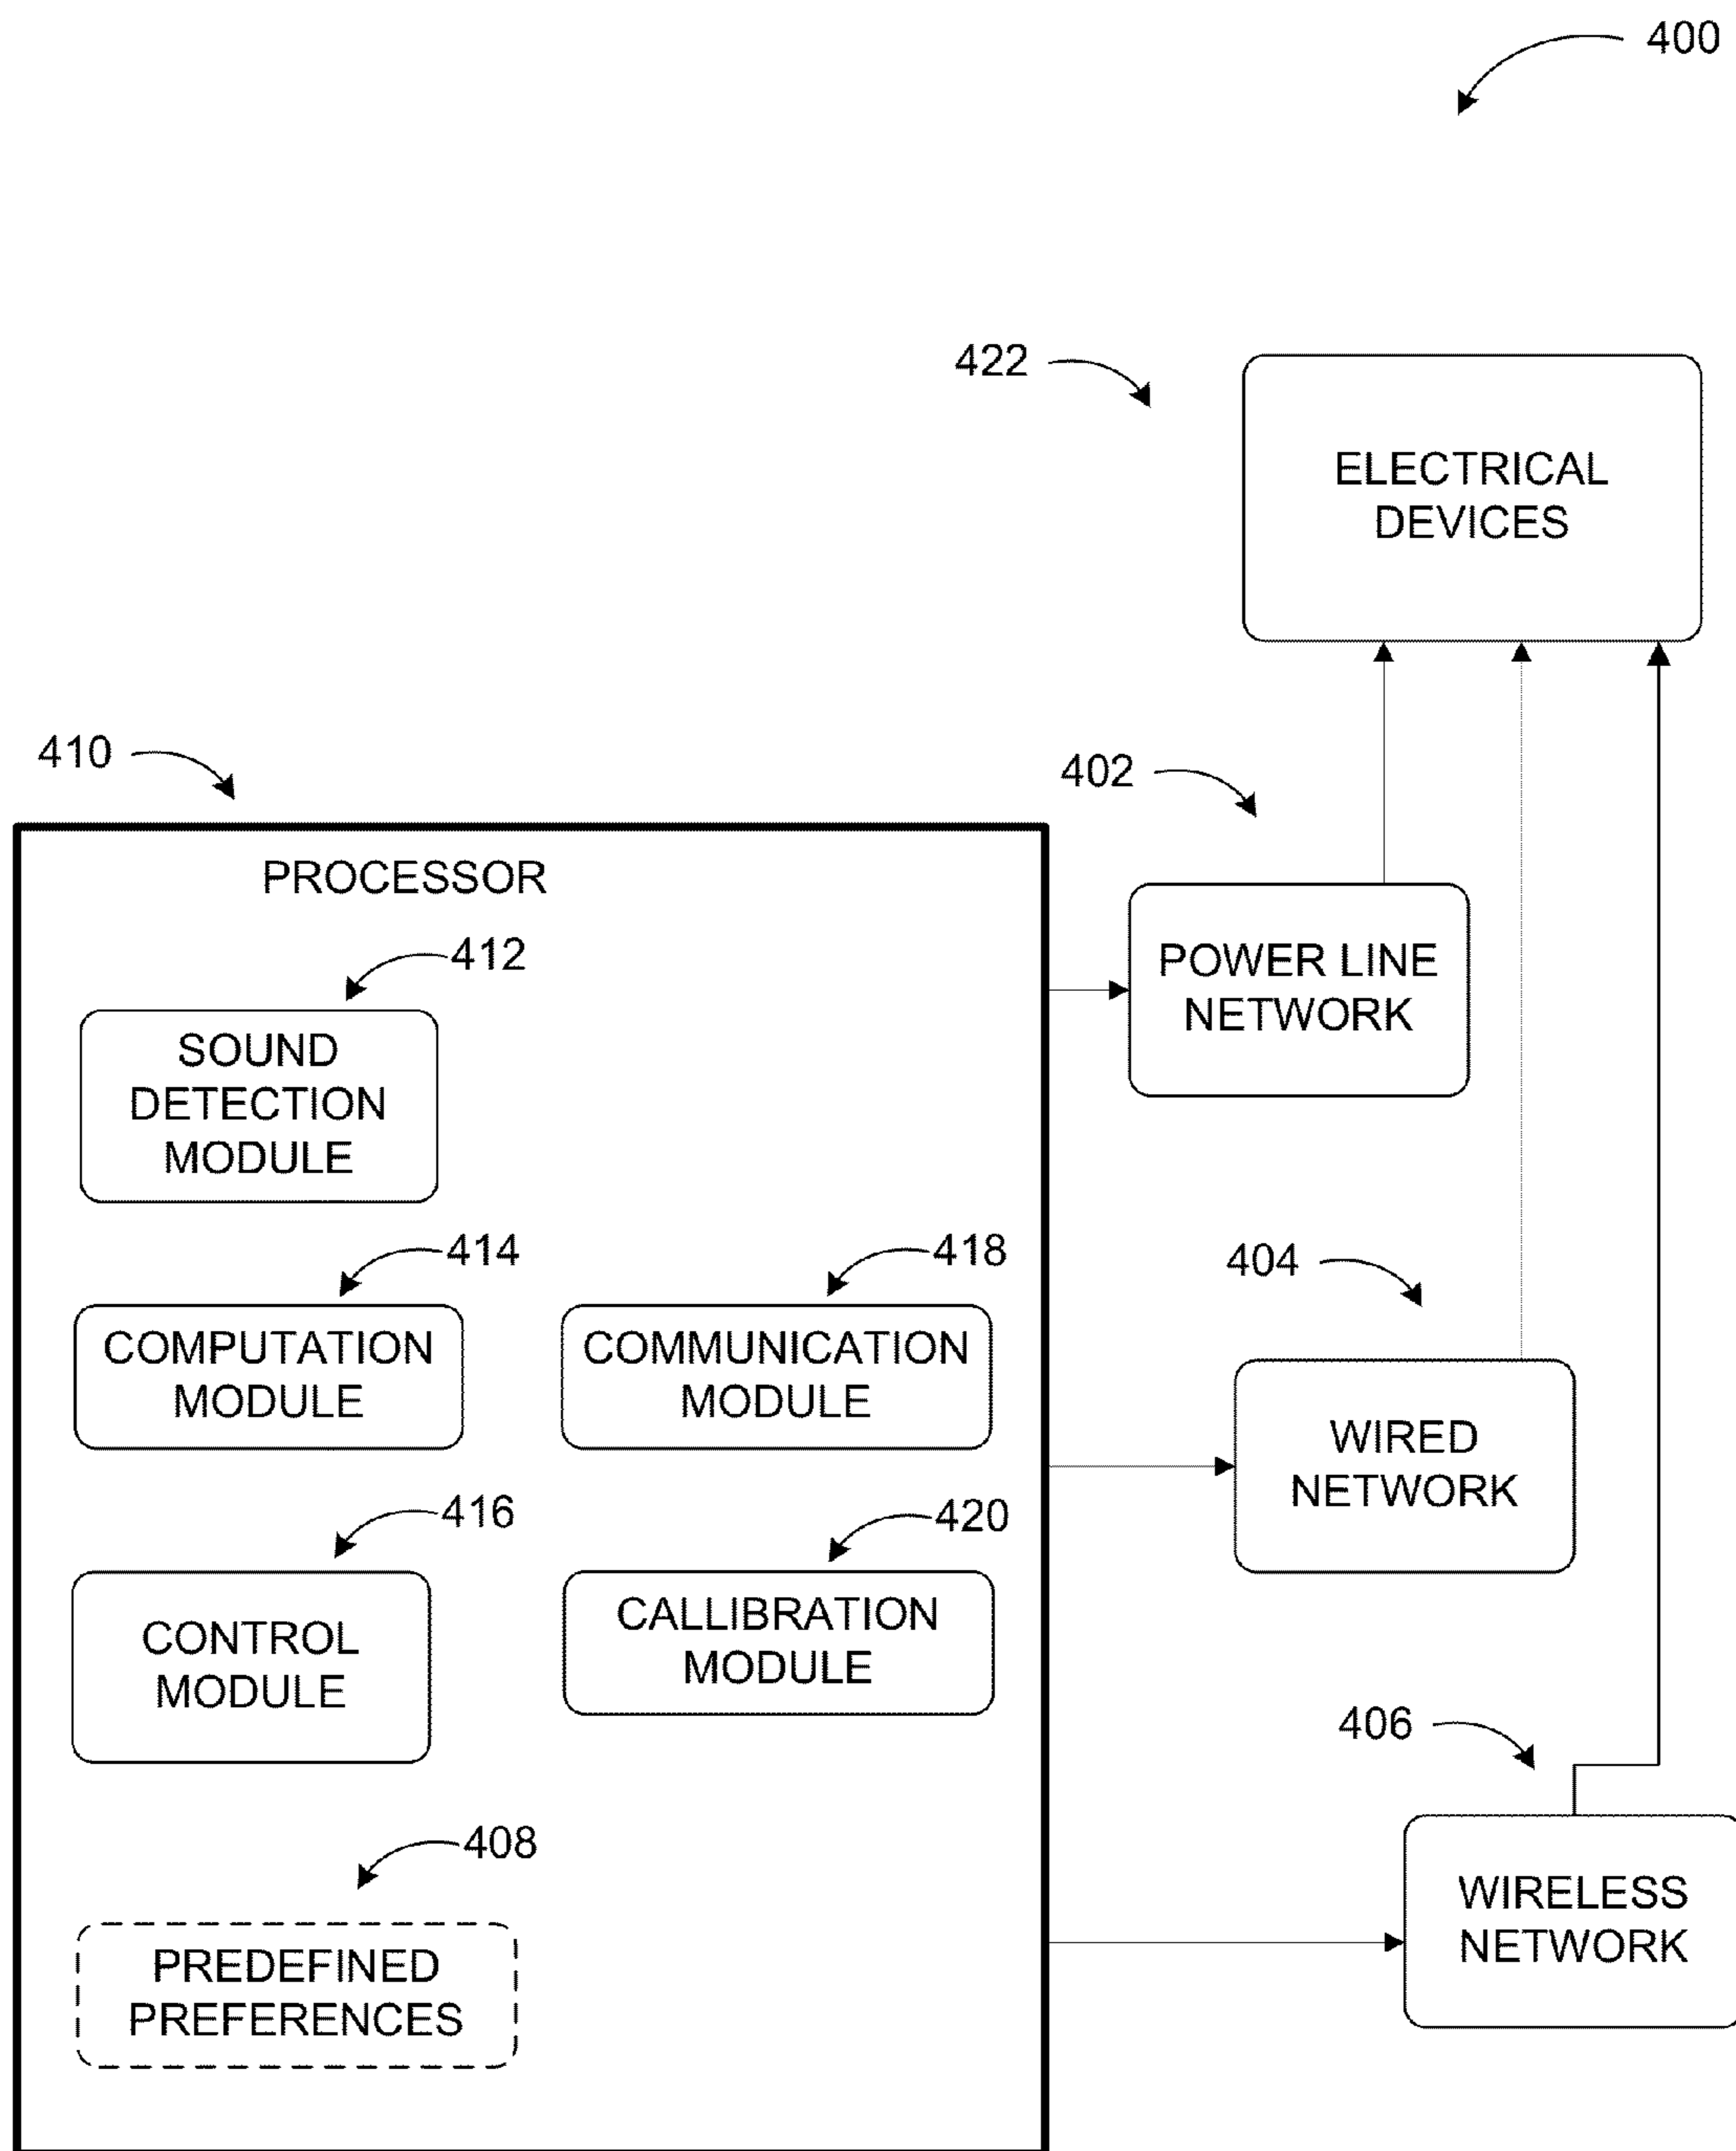 400
422
ELECTRICAL
DEVICES
410
402
PROCESSOR
412
POWER LINE
NETWORK
SOUND
DETECTION
MODULE
414
418
404
COMPUTATION
MODULE
COMMUNICATION
MODULE
WIRED
NETWORK
416
420
CONTROL
MODULE
CALLIBRATION
MODULE
406
408
WIRELESS
NETWORK
PREDEFINED
PREFERENCES